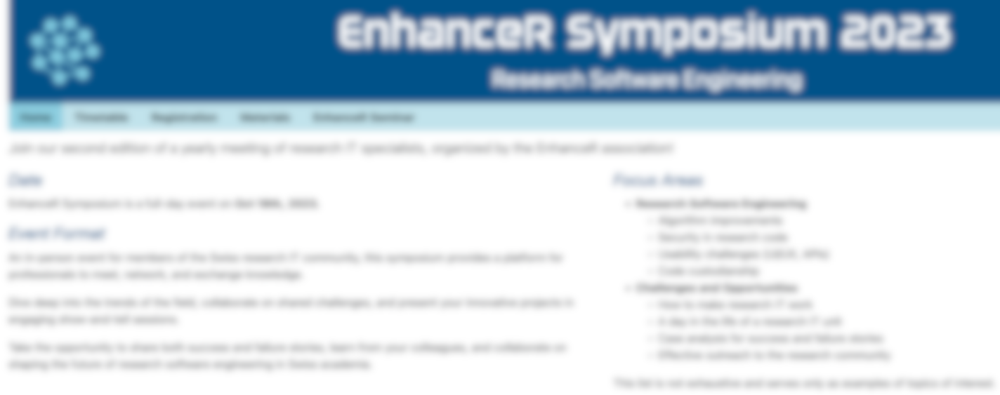 EnhanceR Symposium 2023
Research Software Engineering
Home Timetable Registration Materials EnhanceR Seminar
Join our second edition of a yearly meeting of research IT specialists, organized by the EnhanceR association!
Date
EnhanceR Symposium is a full day event on Oct 2023.
Event Format
An in-person event for members of the Swiss research IT community, this symposium provides a platform for
professionals to meet, network, and exchange knowledge.
Dive deep into the trends of the field, collaborate on shared challenges, and present your innovative projects in
engaging show-and-tell sessions.
Take the opportunity to share both success and failure stories, learn from your colleagues, and collaborate on
shaping the future of research software engineering in Swiss academia.
Focus Areas
Research Software Engineering
Algorithm improvements
Security in research code
Usability challenges (UI/UX, APIs)
Code custodianship
Challenges and Opportunities
How to make research IT work
A day in the life of a research IT unit
Case analysis for success and failure stories
Effective outreach to the research community
This list is not exhaustive and serves only as examples of topics of interest.